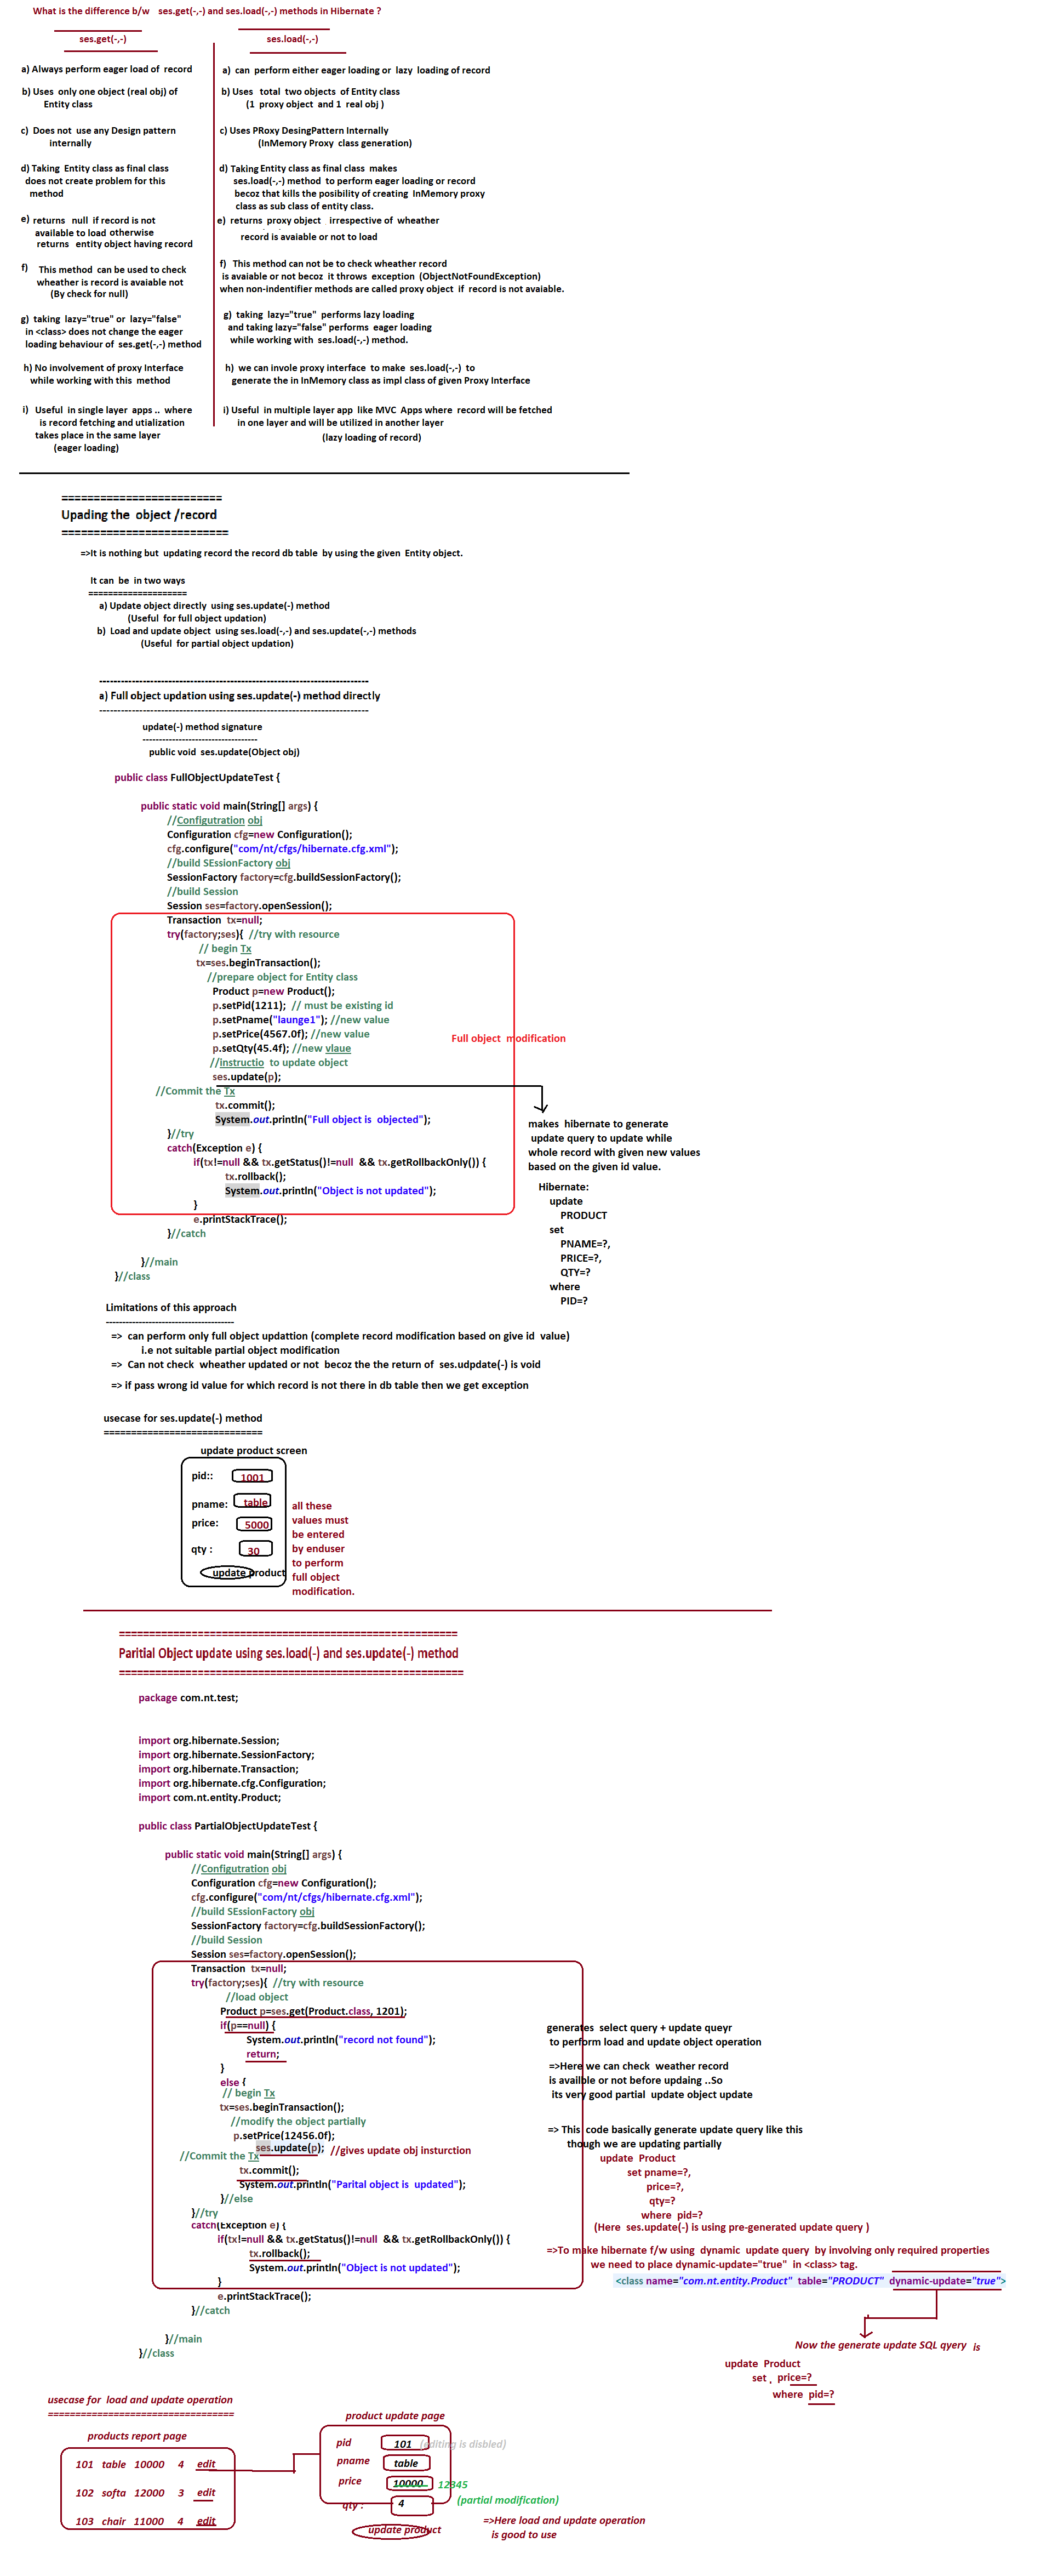 What is the difference b/w ses.get(-,-) and ses.load(-,-) methods in Hibernate ?
ses.get(-,-)
a) Always perform eager load of record
b) Uses only one object (real obj) of
Entity class
c) Does not use any Design pattern
internally
d) Taking Entity class as final class
does not create problem for this
method
e) returns null if record is not
available to load otherwise
returns entity object having record
f) This method can be used to check
wheather is record is avaiable not
(By check for null)
g) taking lazy="true" or lazy="false"
in <class> does not change the eager
loading behaviour of ses.get(-,-) method
h) No involvement of proxy Interface
while working with this method
i) Useful in single layer apps .. where
is record fetching and utialization
takes place in the same layer
(eager loading)
ses.load(-,-)
a) can perform either eager loading or lazy loading of record
b) Uses total two objects of Entity class
(1 proxy object and 1 real obj )
c) Uses PRoxy DesingPattern Internally
(InMemory Proxy class generation)
d) Taking Entity class as final class makes
ses.load(-,-) method to perform eager loading or record
becoz that kills the posibility of creating InMemory proxy
class as sub class of entity class.
e) returns proxy object irrespective of wheather
record is avaiable or not to load
f) This method can not be to check wheather record
is avaiable or not becoz it throws exception (ObjectNotFoundException)
when non-indentifier methods are called proxy object if record is not avaiable.
g) taking lazy="true" performs lazy loading
and taking lazy="false" performs eager loading
while working with ses.load(-,-) method.
h) we can invole proxy interface to make ses.load(-,-) to
generate the in InMemory class as impl class of given Proxy Interface
i) Useful in multiple layer app like MVC Apps where record will be fetched
in one layer and will be utilized in another layer
(lazy loading of record)
=========================
Upading the object /record
==========================
=>It is nothing but updating record the record db table by using the given Entity object.
It can be in two ways
====================
a) Update object directly using ses.update(-) method
(Useful for full object updation)
b) Load and update object using ses.load(-,-) and ses.update(-,-) methods
(Useful for partial object updation)
---------------------------------------------------------------------------
a) Full object updation using ses.update(-) method directly
---------------------------------------------------------------------------
update(-) method signature
-----------------------------------
public void ses.update(Object obj)
public class FullObjectUpdateTest {
public static void main(String[] args) {
//Configutration obj
Configuration cfg=new Configuration();
cfg.configure("com/nt/cfgs/hibernate.cfg.xml");
//build SEssionFactory obj
SessionFactory factory=cfg.buildSessionFactory();
//build Session
Session ses=factory.openSession();
Transaction tx=null;
try(factory;ses){ //try with resource
// begin Tx
tx=ses.beginTransaction();
//prepare object for Entity class
Product p=new Product();
p.setPid(1211); // must be existing id
p.setPname("launge1"); //new value
p.setPrice(4567.0f); //new value
p.setQty(45.4f); //new vlaue
//instructio to update object
ses.update(p);
//Commit the Tx
tx.commit();
System.out.println("Full object is objected");
}//try
catch(Exception e) {
if(tx!=null && tx.getStatus()!=null && tx.getRollbackOnly()) {
tx.rollback();
System.out.println("Object is not updated");
}
e.printStackTrace();
}//catch
}//main
}//class
Full object modification
makes hibernate to generate
update query to update while
whole record with given new values
based on the given id value.
Hibernate:
update
PRODUCT
set
PNAME=?,
PRICE=?,
QTY=?
where
PID=?
Limitations of this approach
---------------------------------------
=> can perform only full object updattion (complete record modification based on give id value)
i.e not suitable partial object modification
=> Can not check wheather updated or not becoz the the return of ses.udpdate(-) is void
=> if pass wrong id value for which record is not there in db table then we get exception
usecase for ses.update(-) method
=============================
update product screen
pid:: 1001
pname: table
price: 5000
qty : 30
update product
all these
values must
be entered
by enduser
to perform
full object
modification.
=======================================================
Paritial Object update using ses.load(-) and ses.update(-) method
========================================================
package com.nt.test;
import org.hibernate.Session;
import org.hibernate.SessionFactory;
import org.hibernate.Transaction;
import org.hibernate.cfg.Configuration;
import com.nt.entity.Product;
public class PartialObjectUpdateTest {
public static void main(String[] args) {
//Configutration obj
Configuration cfg=new Configuration();
cfg.configure("com/nt/cfgs/hibernate.cfg.xml");
//build SEssionFactory obj
SessionFactory factory=cfg.buildSessionFactory();
//build Session
Session ses=factory.openSession();
Transaction tx=null;
try(factory;ses){ //try with resource
//load object
Product p=ses.get(Product.class, 1201);
if(p==null) {
System.out.println("record not found");
return;
}
else {
// begin Tx
tx=ses.beginTransaction();
//modify the object partially
p.setPrice(12456.0f);
ses.update(p); //gives update obj insturction
//Commit the Tx
tx.commit();
System.out.println("Parital object is updated");
}//else
}//try
catch(Exception e) {
if(tx!=null && tx.getStatus()!=null && tx.getRollbackOnly()) {
tx.rollback();
System.out.println("Object is not updated");
}
e.printStackTrace();
}//catch
}//main
}//class
generates select query + update queyr
to perform load and update object operation
=>Here we can check weather record
is availble or not before updaing ..So
its very good partial update object update
=> This code basically generate update query like this
though we are updating partially
update Product
set pname=?,
price=?,
qty=?
where pid=?
(Here ses.update(-) is using pre-generated update query )
=>To make hibernate f/w using dynamic update query by involving only required properties
we need to place dynamic-update="true" in <class> tag.
<class name="com.nt.entity.Product" table="PRODUCT" dynamic-update="true">
Now the generate update SQL qyery is
update Product
set , price=?
where pid=?
usecase for load and update operation
==================================
products report page
101 table 10000 4 edit
102 softa 12000 3 edit
103 chair 11000 4 edit
product update page
pid 101 (editing is disbled)
pname table
price 10000 12345
(partial modification)
qty : 4
update product
=>Here load and update operation
is good to use